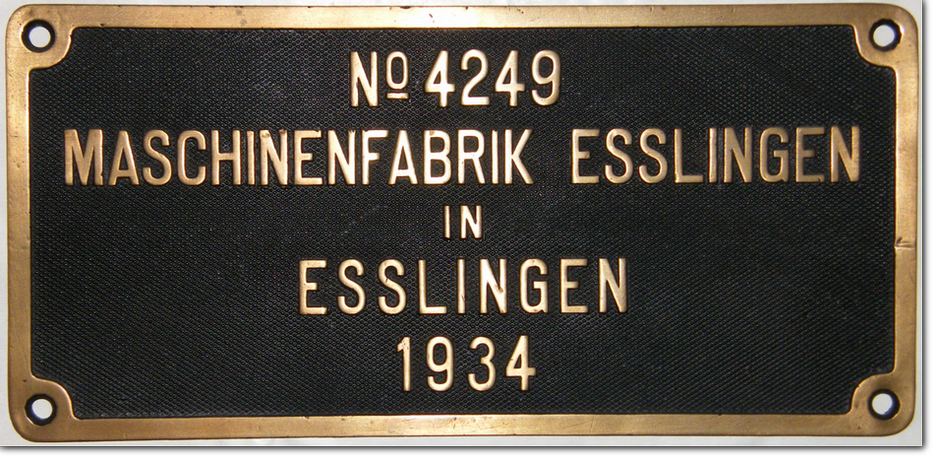 Nº 4249
MASCHINENFABRIK ESSLINGEN
IN
ESSLINGEN
1934